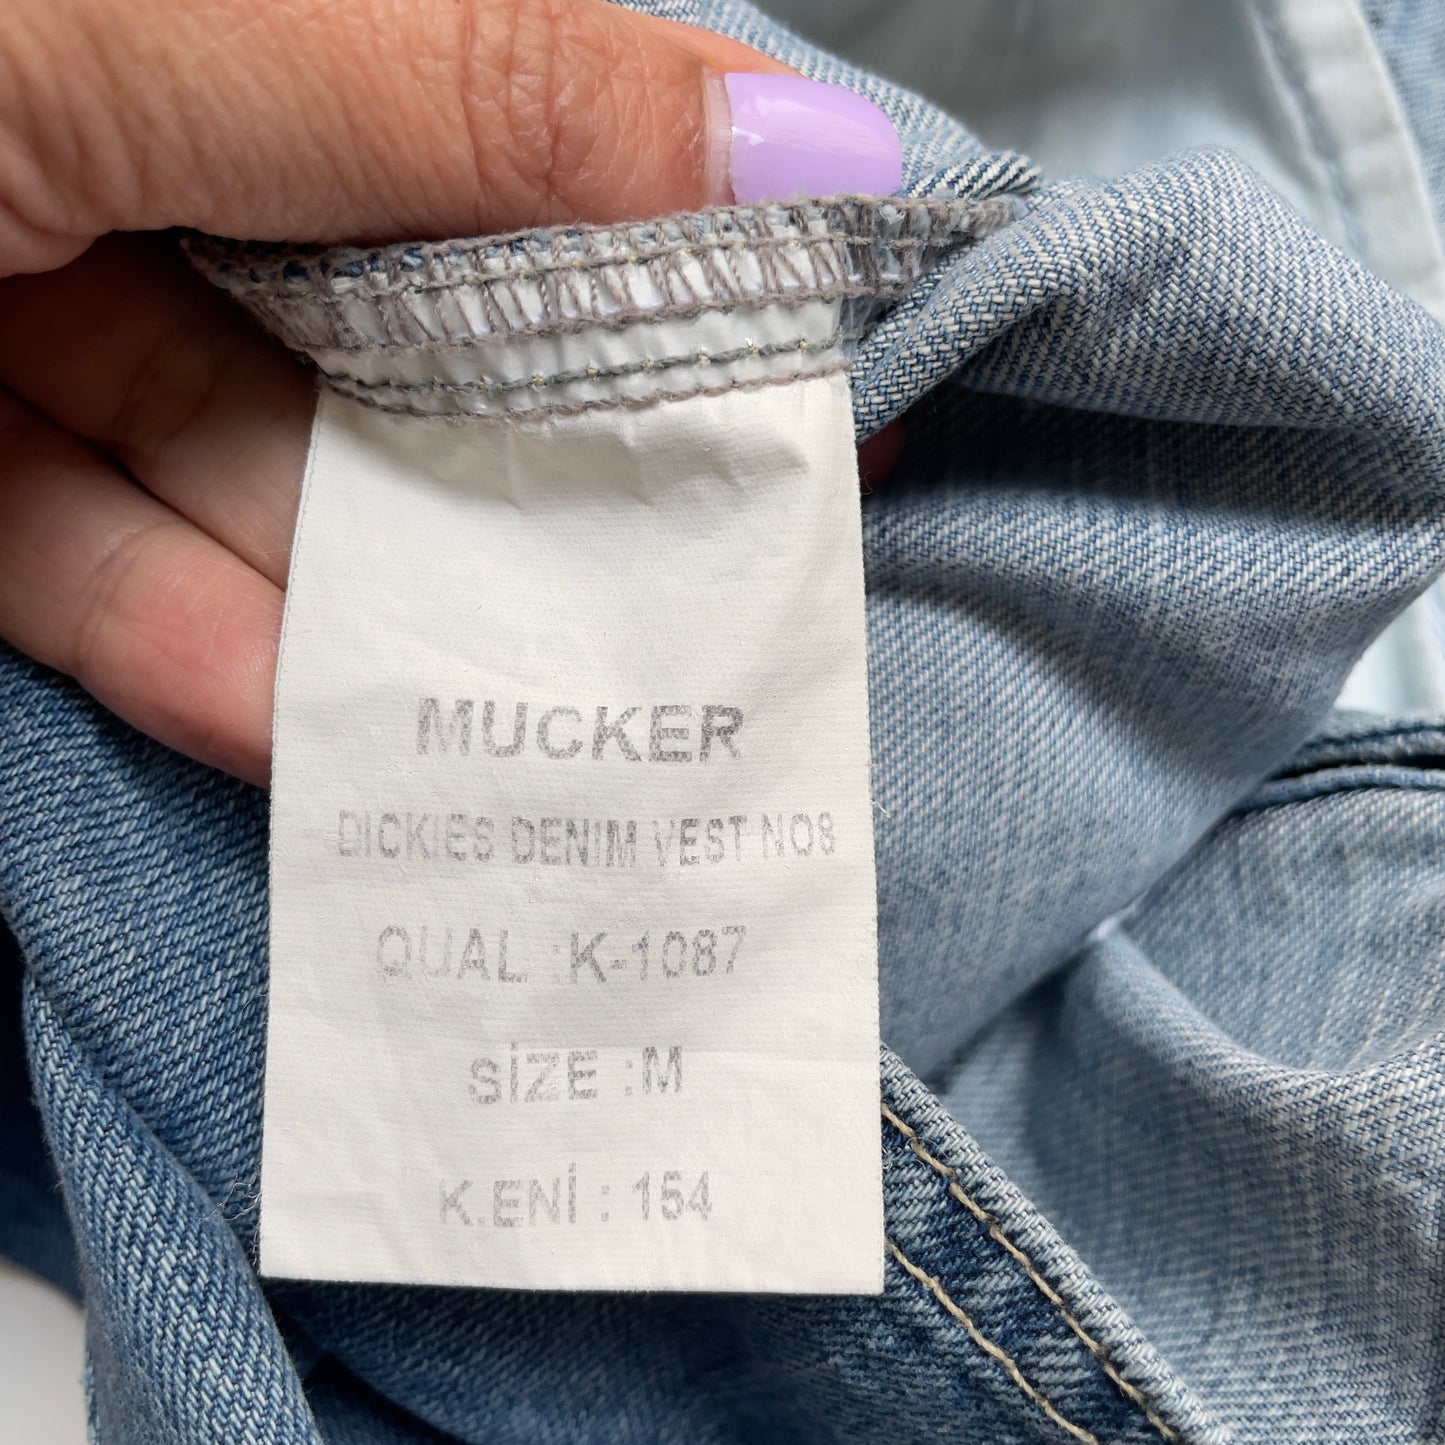 MUCKER
DICKIES DENIM VEST NO8
QUAL :K-1087
SİZE :M
K.ENİ : 154